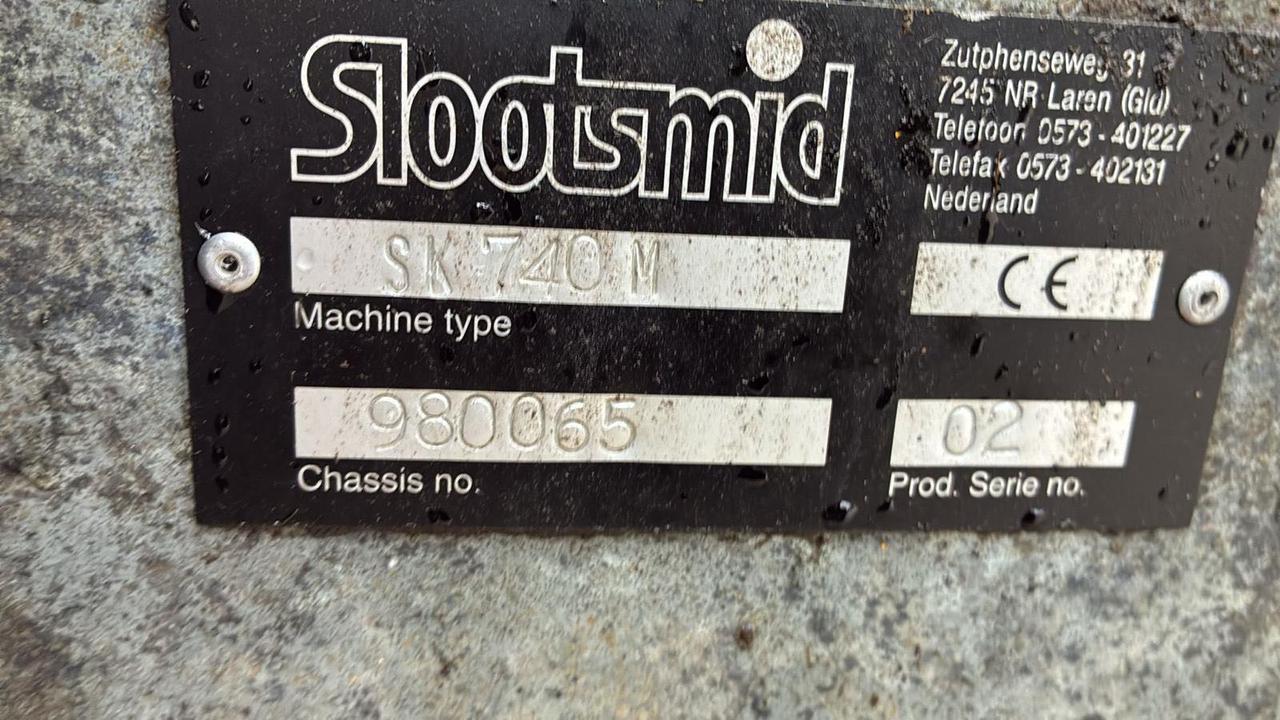 Slootsmid
Zutphenseweg 31
7245 NR Laren (Gld)
Telefoon 0573 - 401227
Telefax 0573 - 402131
Nederland
SK 740 M
CE
Machine type
980065
02
Chassis no.
Prod. Serie no.